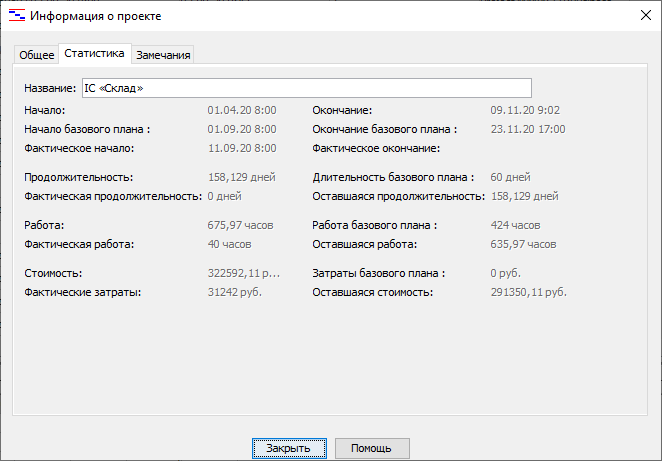 Информация о проекте
Общее Статистика Замечания
Название: IC «Склад»
Начало: 01.04.20 8:00 Окончание: 09.11.20 9:02
Начало базового плана : 01.09.20 8:00 Окончание базового плана : 23.11.20 17:00
Фактическое начало: 11.09.20 8:00 Фактическое окончание:
Продолжительность: 158,129 дней Длительность базового плана : 60 дней
Фактическая продолжительность: 0 дней Оставшаяся продолжительность: 158,129 дней
Работа: 675,97 часов Работа базового плана : 424 часов
Фактическая работа: 40 часов Оставшаяся работа: 635,97 часов
Стоимость: 322592,11 р... Затраты базового плана : 0 руб.
Фактические затраты: 31242 руб. Оставшаяся стоимость: 291350,11 руб.
Закрыть Помощь